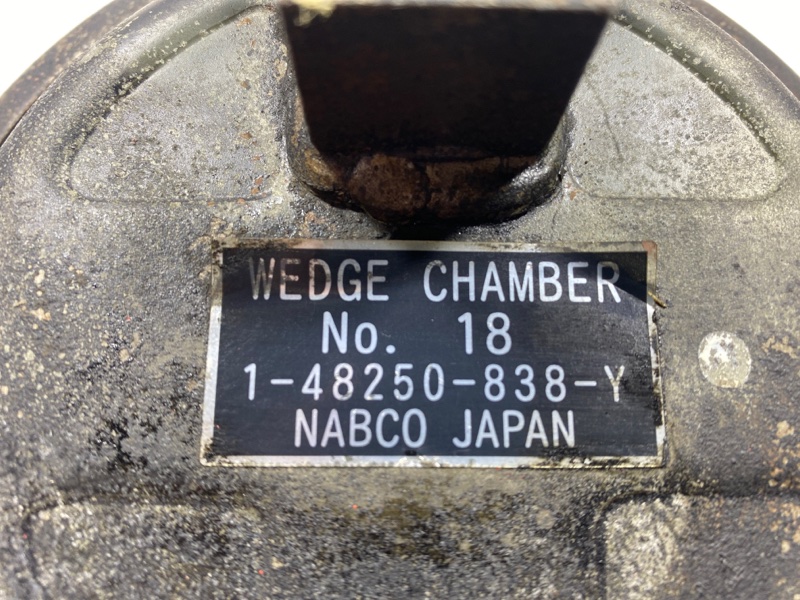 WEDGE CHAMBER
No. 18
1-48250-838-Y
NABCO JAPAN